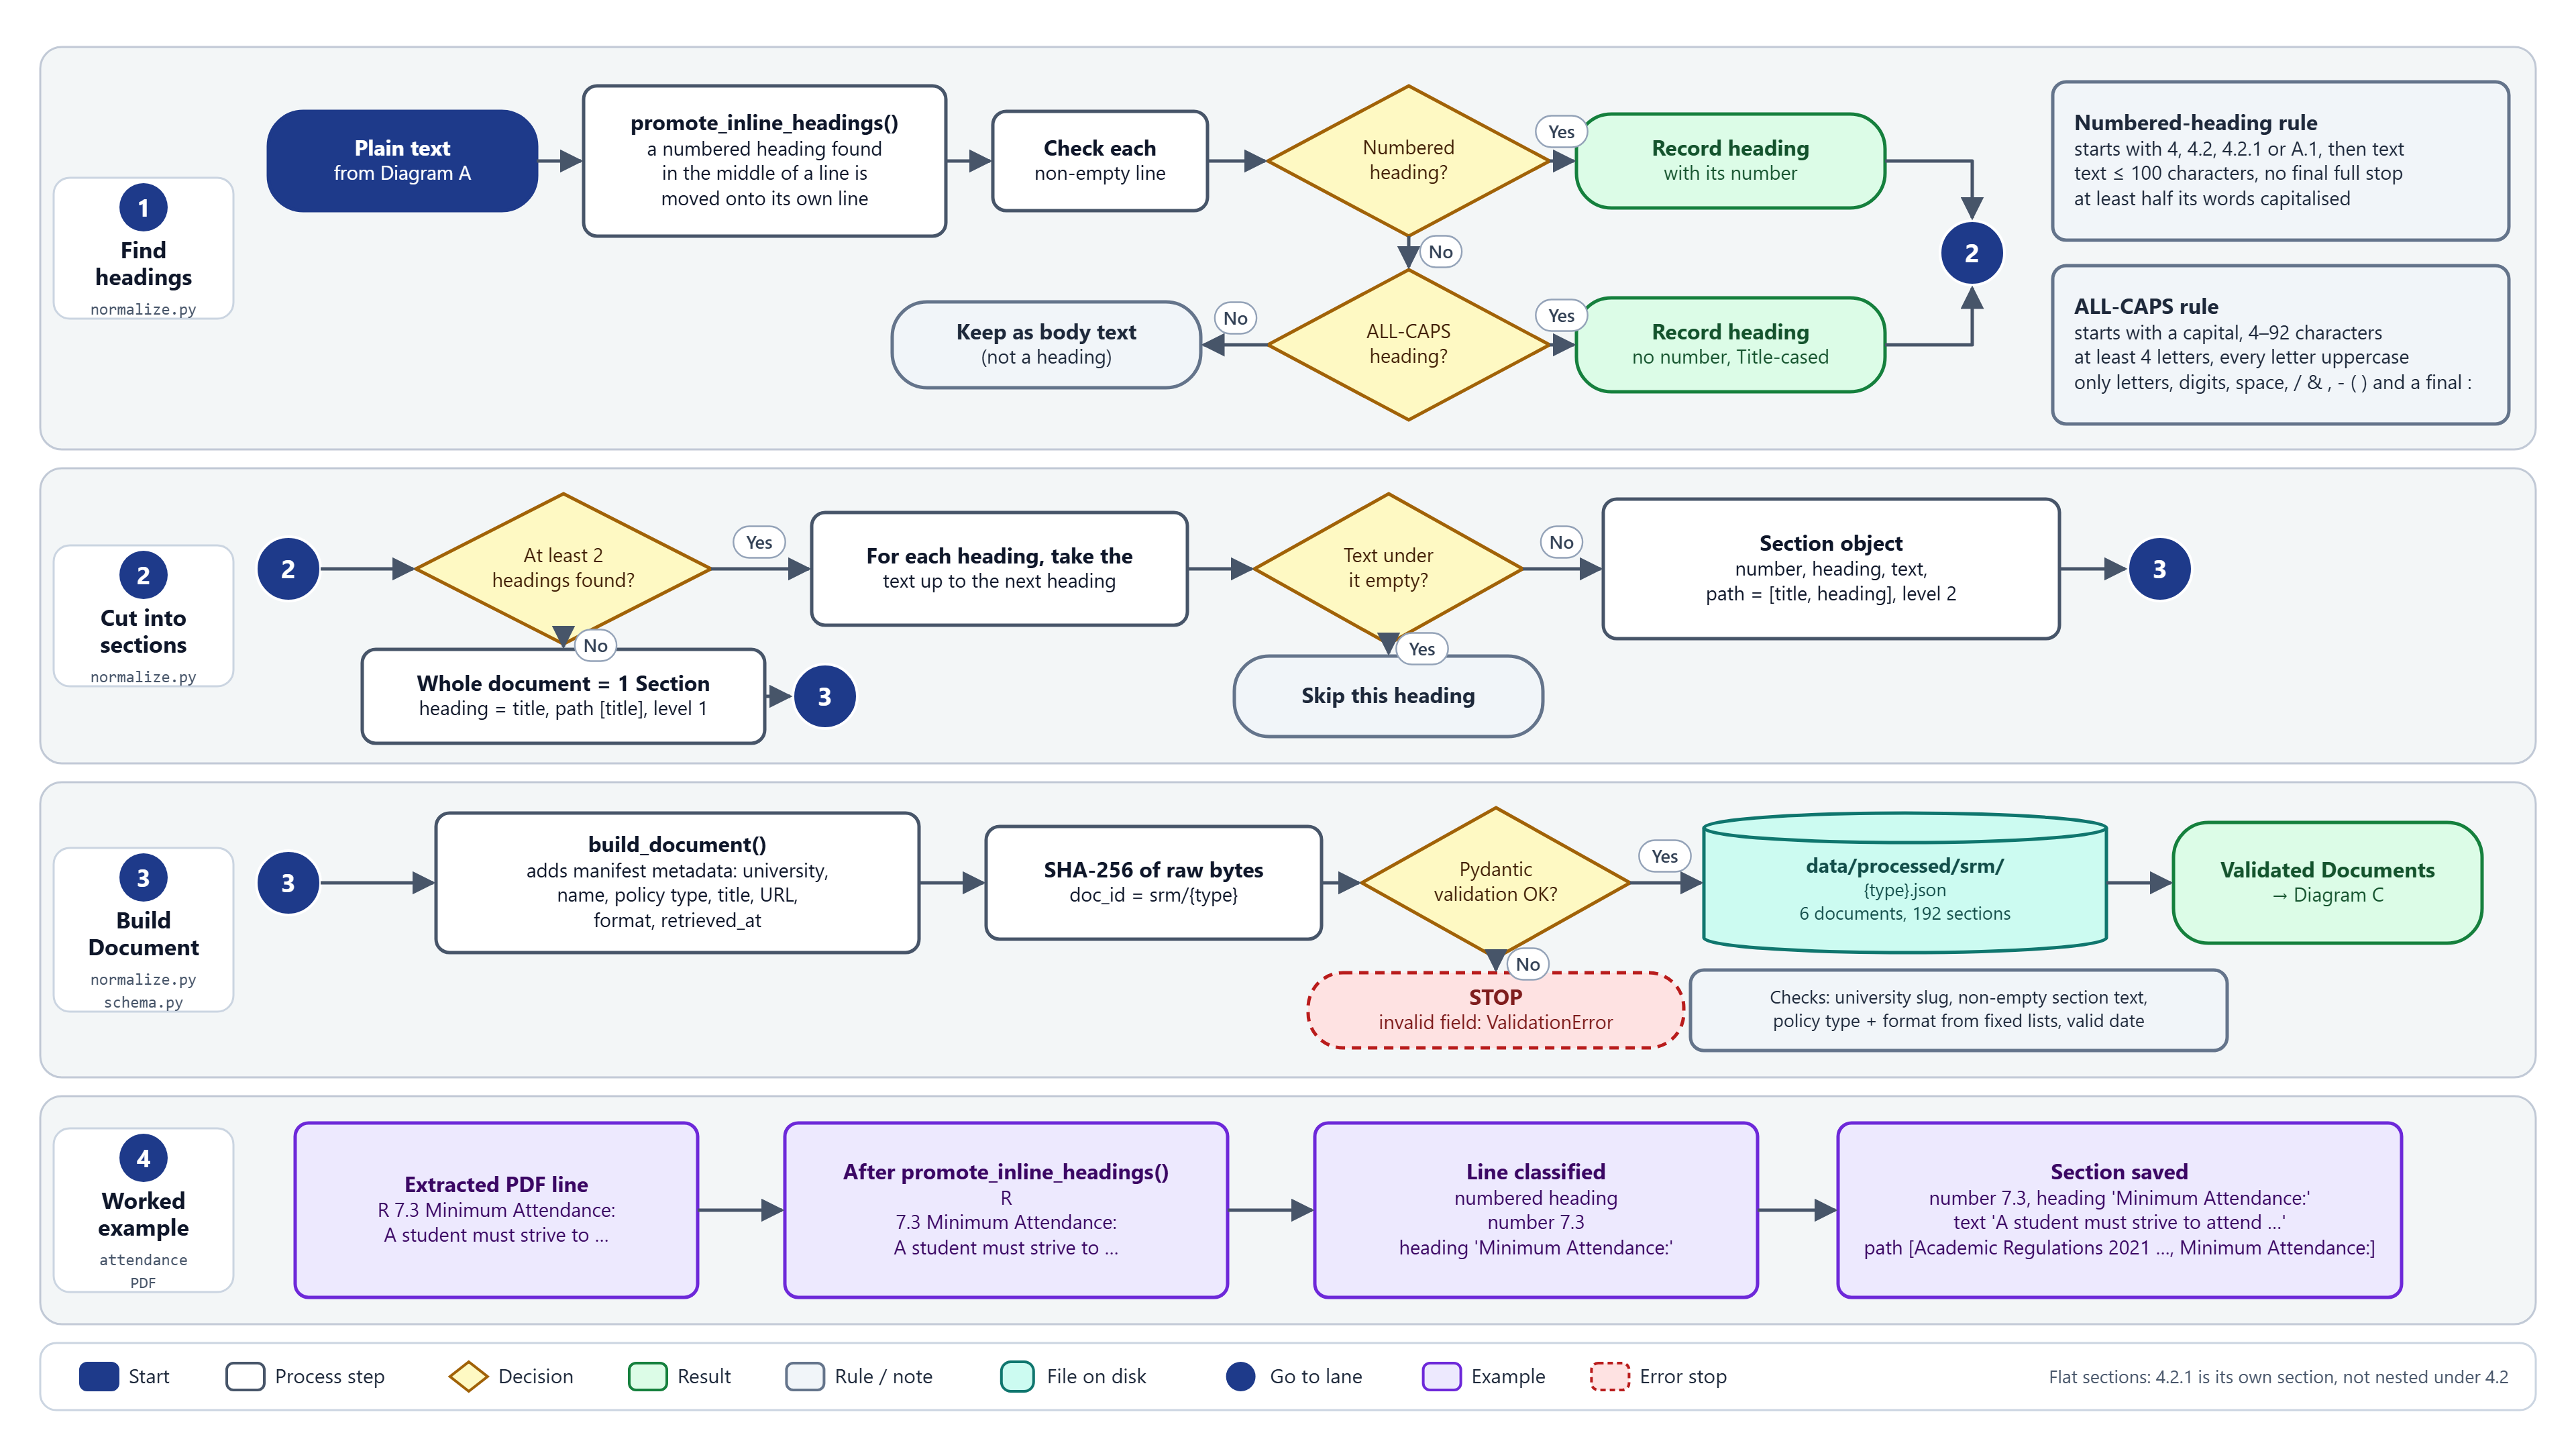 1
Find
headings
normalize.py
Plain text
from Diagram A
promote_inline_headings()
a numbered heading found
in the middle of a line is
moved onto its own line
Check each
non-empty line
Numbered
heading?
Yes
Record heading
with its number
No
ALL-CAPS
heading?
No
Keep as body text
(not a heading)
Yes
Record heading
no number, Title-cased
2
Numbered-heading rule
starts with 4, 4.2, 4.2.1 or A.1, then text
text ≤ 100 characters, no final full stop
at least half its words capitalised
ALL-CAPS rule
starts with a capital, 4–92 characters
at least 4 letters, every letter uppercase
only letters, digits, space, / & , - ( ) and a final :
2
Cut into
sections
normalize.py
2
At least 2
headings found?
Yes
For each heading, take the
text up to the next heading
Text under
it empty?
No
Section object
number, heading, text,
path = [title, heading], level 2
3
No
Whole document = 1 Section
heading = title, path [title], level 1
3
Yes
Skip this heading
3
Build
Document
normalize.py
schema.py
3
build_document()
adds manifest metadata: university,
name, policy type, title, URL,
format, retrieved_at
SHA-256 of raw bytes
doc_id = srm/{type}
Pydantic
validation OK?
Yes
data/processed/srm/
{type}.json
6 documents, 192 sections
Validated Documents
→ Diagram C
No
STOP
invalid field: ValidationError
Checks: university slug, non-empty section text,
policy type + format from fixed lists, valid date
4
Worked
example
attendance
PDF
Extracted PDF line
R 7.3 Minimum Attendance:
A student must strive to ...
After promote_inline_headings()
R
7.3 Minimum Attendance:
A student must strive to ...
Line classified
numbered heading
number 7.3
heading 'Minimum Attendance:'
Section saved
number 7.3, heading 'Minimum Attendance:'
text 'A student must strive to attend ...'
path [Academic Regulations 2021 ..., Minimum Attendance:]
Start
Process step
Decision
Result
Rule / note
File on disk
Go to lane
Example
Error stop
Flat sections: 4.2.1 is its own section, not nested under 4.2